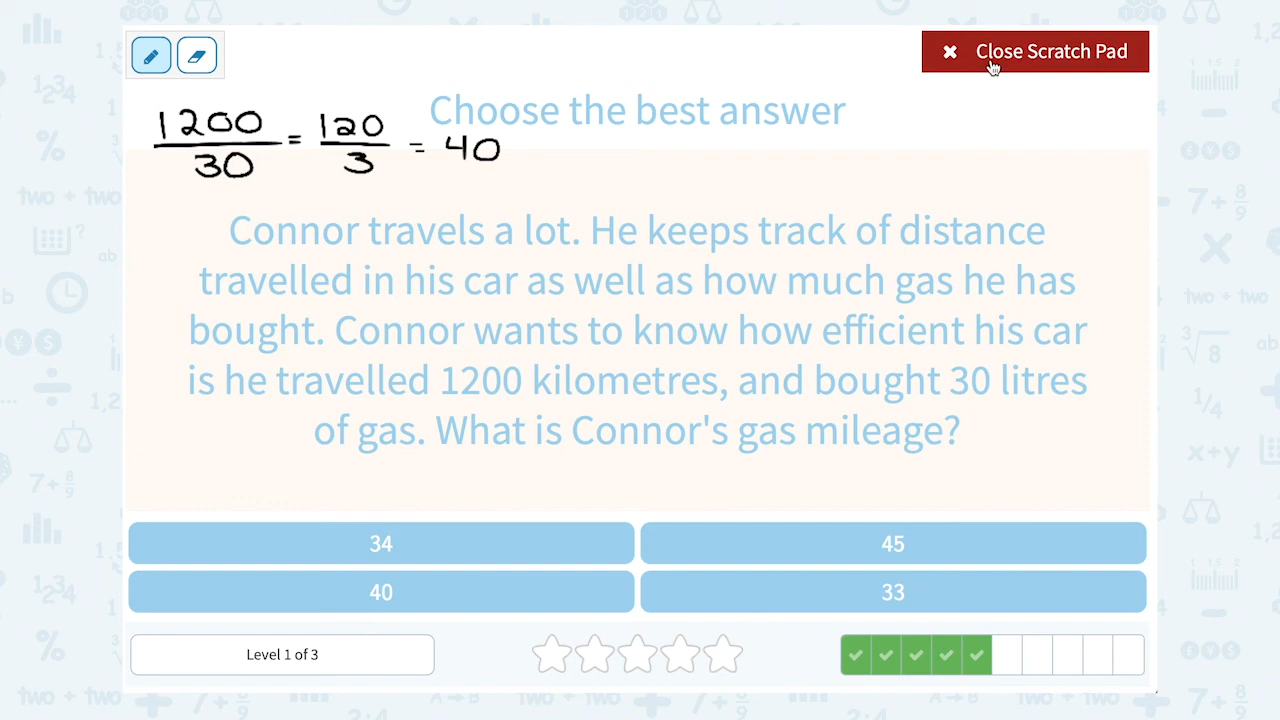 Close Scratch Pad
Choose the best answer
1200/30 = 120/3 = 40
Connor travels a lot. He keeps track of distance
travelled in his car as well as how much gas he has
bought. Connor wants to know how efficient his car
is he travelled 1200 kilometres, and bought 30 litres
of gas. What is Connor's gas mileage?
34
45
40
33
Level 1 of 3